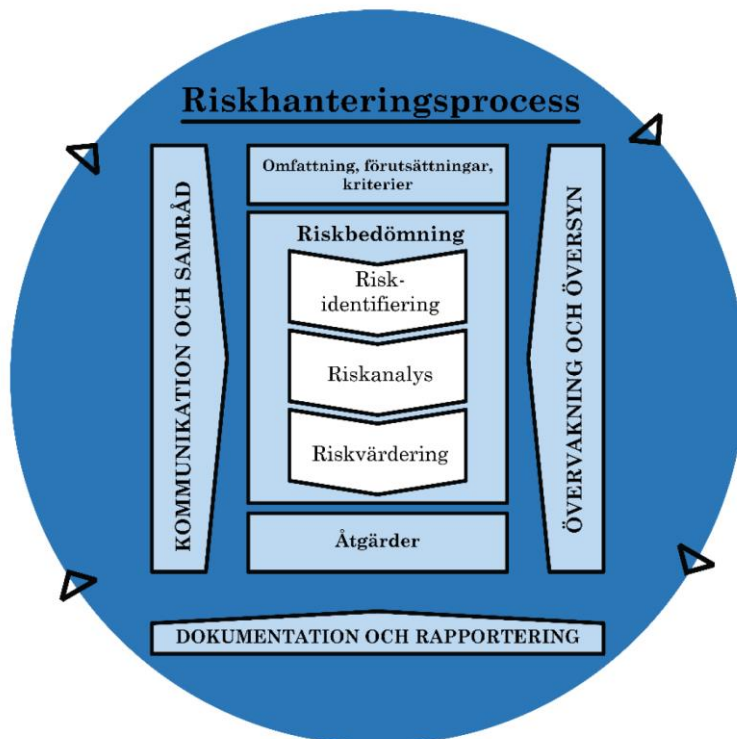 Riskhanteringsprocess
KOMMUNIKATION OCH SAMRÅD
Omfattning, förutsättningar,
kriterier
Riskbedömning
Risk-
identifiering
Riskanalys
Riskvärdering
Åtgärder
ÖVERVAKNING OCH ÖVERSYN
DOKUMENTATION OCH RAPPORTERING